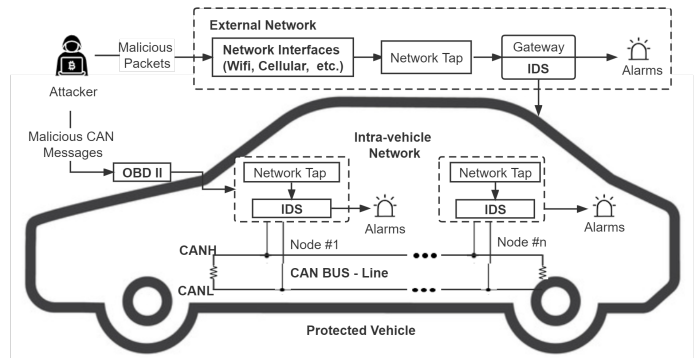 External Network
Malicious
Packets
Network Interfaces
(Wifi, Cellular, etc.)
Network Tap
Gateway
IDS
Alarms
Attacker
Malicious CAN
Messages
OBD II
Intra-vehicle
Network
Network Tap
IDS
Alarms
Node #1
Network Tap
IDS
Alarms
Node #n
CANH
CAN BUS - Line
CANL
Protected Vehicle